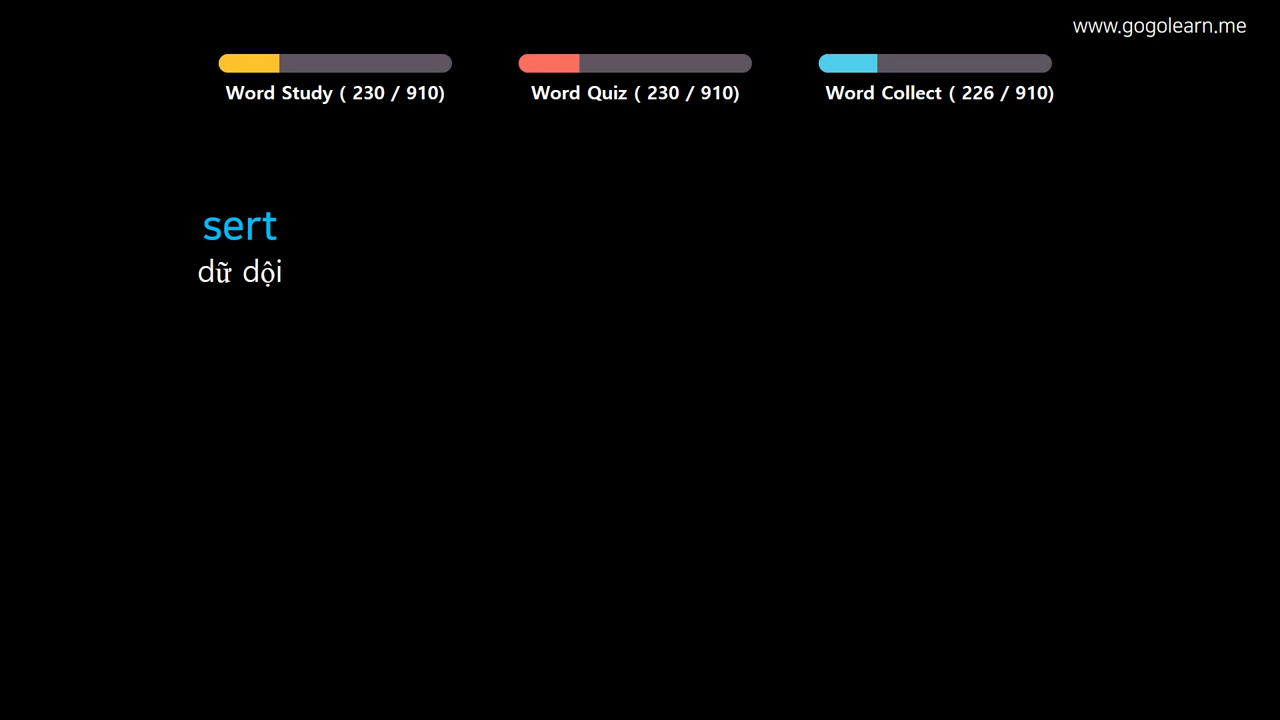 www.gogolearn.me
Word Study ( 230 / 910)
Word Quiz ( 230 / 910)
Word Collect ( 226 / 910)
sert
dữ dội